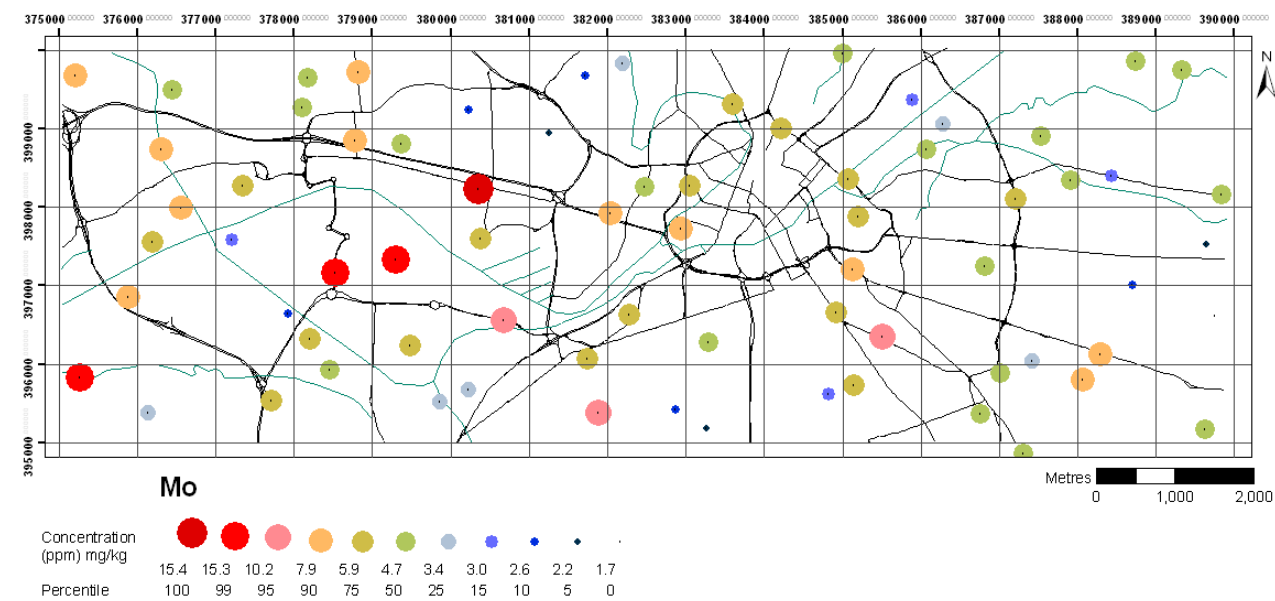 375000 376000 377000 378000 379000 380000 381000 382000 383000 384000 385000 386000 387000 388000 389000 390000
N
399000
398000
397000
396000
395000
Metres
0 1,000 2,000
Mo
Concentration
(ppm) mg/kg
15.4 15.3 10.2 7.9 5.9 4.7 3.4 3.0 2.6 2.2 1.7
Percentile 100 99 95 90 75 50 25 15 10 5 0